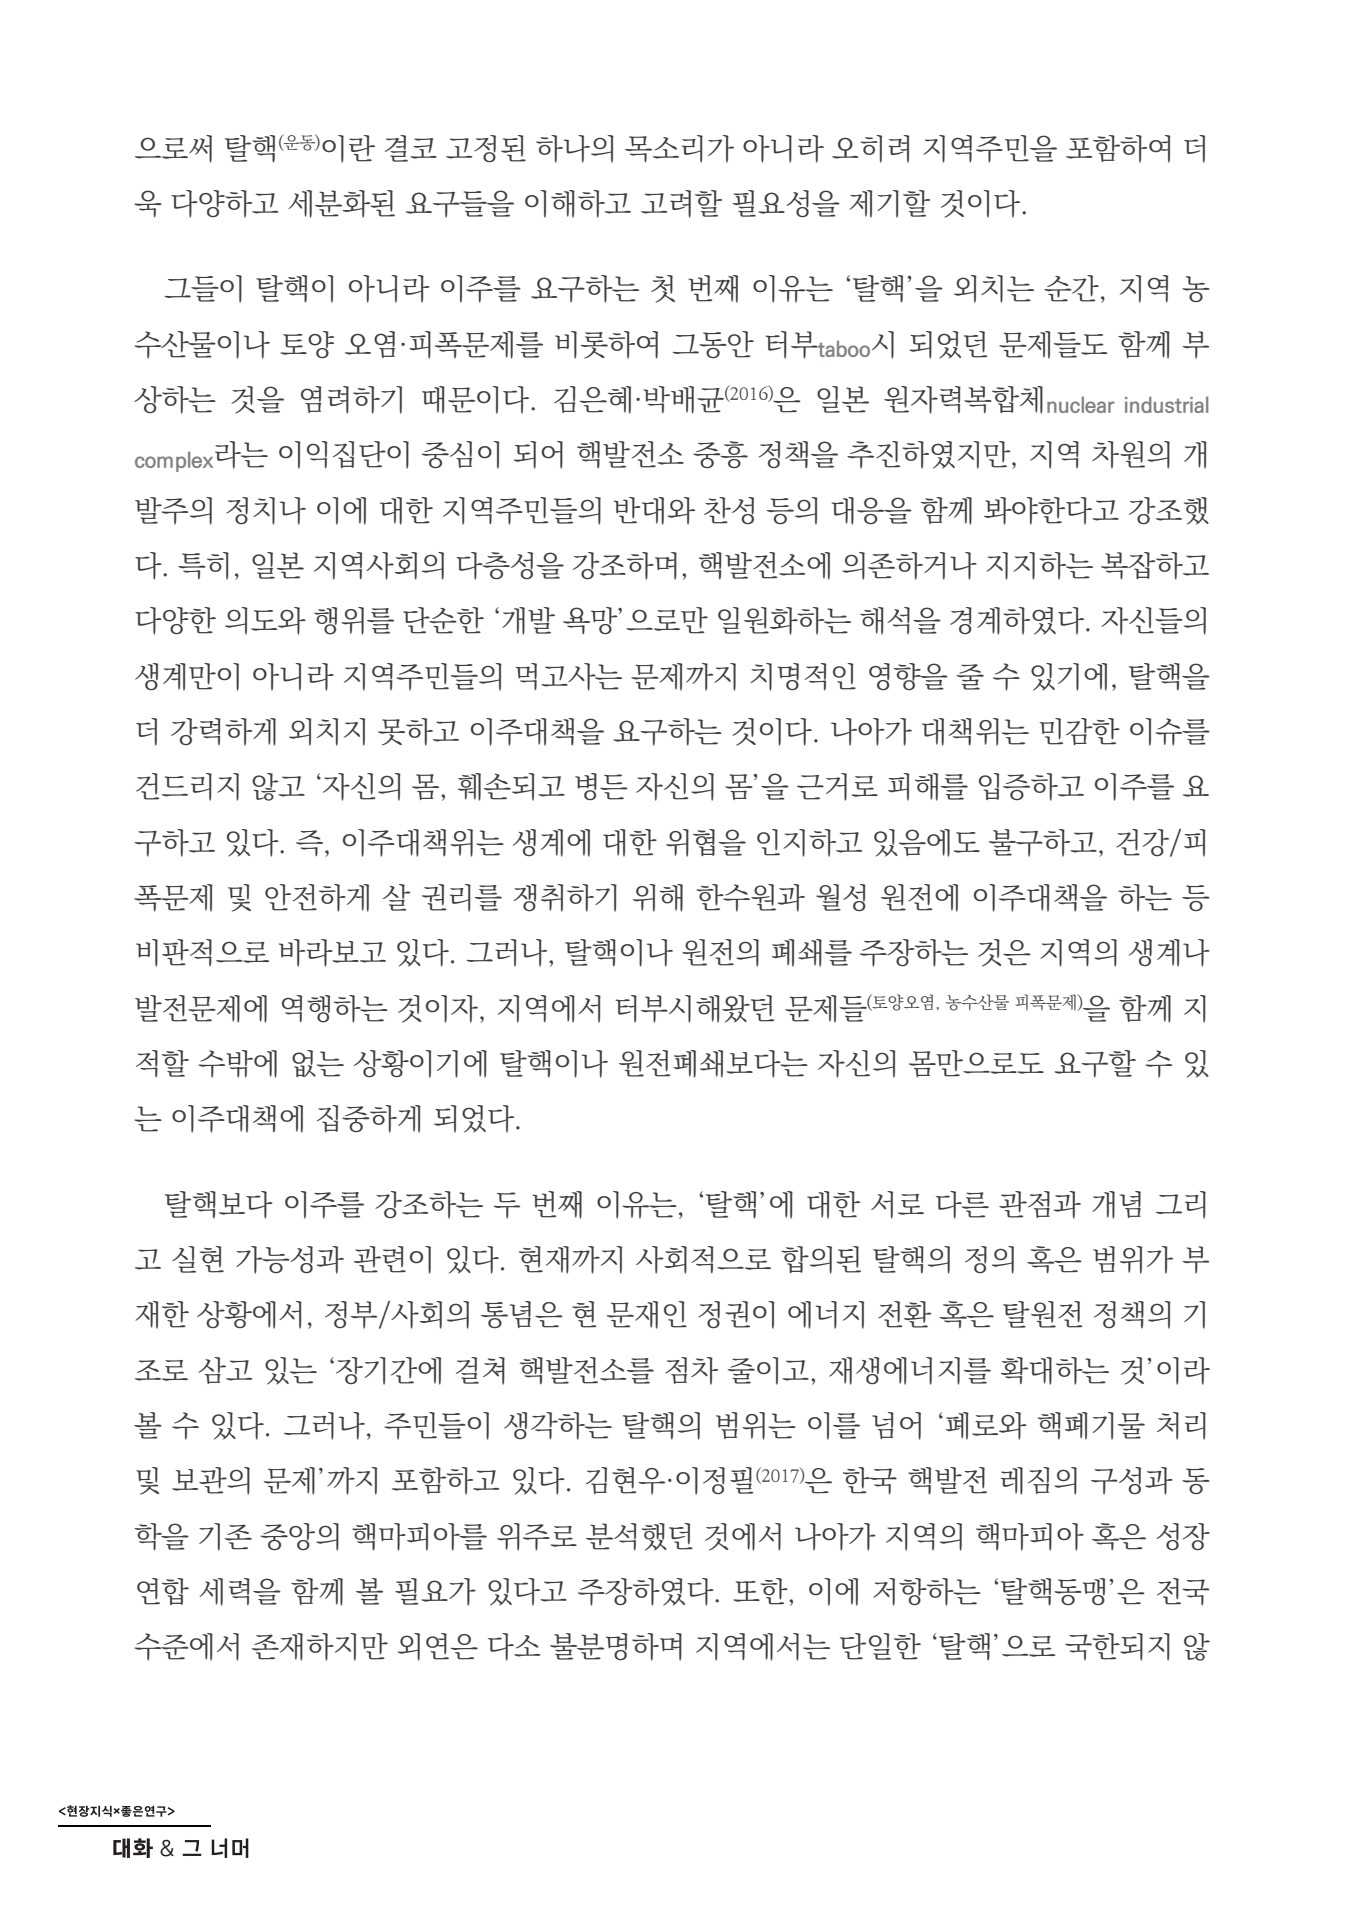 으로써 탈핵(운동)이란 결코 고정된 하나의 목소리가 아니라 오히려 지역주민을 포함하여 더
욱 다양하고 세분화된 요구들을 이해하고 고려할 필요성을 제기할 것이다.
그들이 탈핵이 아니라 이주를 요구하는 첫 번째 이유는 ‘탈핵’을 외치는 순간, 지역 농
수산물이나 토양 오염·피폭문제를 비롯하여 그동안 터부taboo시 되었던 문제들도 함께 부
상하는 것을 염려하기 때문이다. 김은혜·박배균(2016)은 일본 원자력복합체nuclear industrial
complex라는 이익집단이 중심이 되어 핵발전소 중흥 정책을 추진하였지만, 지역 차원의 개
발주의 정치나 이에 대한 지역주민들의 반대와 찬성 등의 대응을 함께 봐야한다고 강조했
다. 특히, 일본 지역사회의 다층성을 강조하며, 핵발전소에 의존하거나 지지하는 복잡하고
다양한 의도와 행위를 단순한 ‘개발 욕망’으로만 일원화하는 해석을 경계하였다. 자신들의
생계만이 아니라 지역주민들의 먹고사는 문제까지 치명적인 영향을 줄 수 있기에, 탈핵을
더 강력하게 외치지 못하고 이주대책을 요구하는 것이다. 나아가 대책위는 민감한 이슈를
건드리지 않고 ‘자신의 몸, 훼손되고 병든 자신의 몸’을 근거로 피해를 입증하고 이주를 요
구하고 있다. 즉, 이주대책위는 생계에 대한 위협을 인지하고 있음에도 불구하고, 건강/피
폭문제 및 안전하게 살 권리를 쟁취하기 위해 한수원과 월성 원전에 이주대책을 하는 등
비판적으로 바라보고 있다. 그러나, 탈핵이나 원전의 폐쇄를 주장하는 것은 지역의 생계나
발전문제에 역행하는 것이자, 지역에서 터부시해왔던 문제들(토양오염, 농수산물 피폭문제)을 함께 지
적할 수밖에 없는 상황이기에 탈핵이나 원전폐쇄보다는 자신의 몸만으로도 요구할 수 있
는 이주대책에 집중하게 되었다.
탈핵보다 이주를 강조하는 두 번째 이유는, ‘탈핵’에 대한 서로 다른 관점과 개념 그리
고 실현 가능성과 관련이 있다. 현재까지 사회적으로 합의된 탈핵의 정의 혹은 범위가 부
재한 상황에서, 정부/사회의 통념은 현 문재인 정권이 에너지 전환 혹은 탈원전 정책의 기
조로 삼고 있는 ‘장기간에 걸쳐 핵발전소를 점차 줄이고, 재생에너지를 확대하는 것’이라
볼 수 있다. 그러나, 주민들이 생각하는 탈핵의 범위는 이를 넘어 ‘폐로와 핵폐기물 처리
및 보관의 문제’까지 포함하고 있다. 김현우·이정필(2017)은 한국 핵발전 레짐의 구성과 동
학을 기존 중앙의 핵마피아를 위주로 분석했던 것에서 나아가 지역의 핵마피아 혹은 성장
연합 세력을 함께 볼 필요가 있다고 주장하였다. 또한, 이에 저항하는 ‘탈핵동맹’은 전국
수준에서 존재하지만 외연은 다소 불분명하며 지역에서는 단일한 ‘탈핵’으로 국한되지 않
<현장지식×좋은연구>
대화 & 그 너머